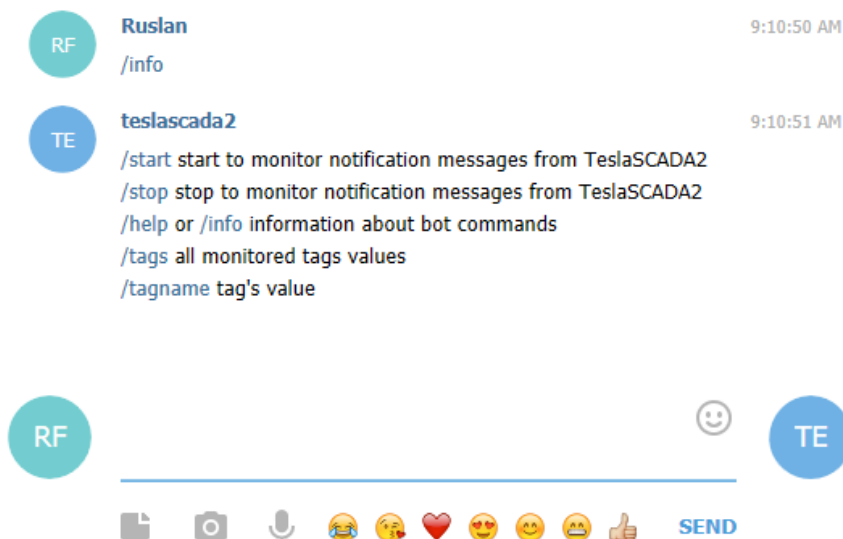 RF
Ruslan
9:10:50 AM
/info
TE
teslascada2
9:10:51 AM
/start start to monitor notification messages from TeslaSCADA2
/stop stop to monitor notification messages from TeslaSCADA2
/help or /info information about bot commands
/tags all monitored tags values
/tagname tag's value
RF
TE
SEND